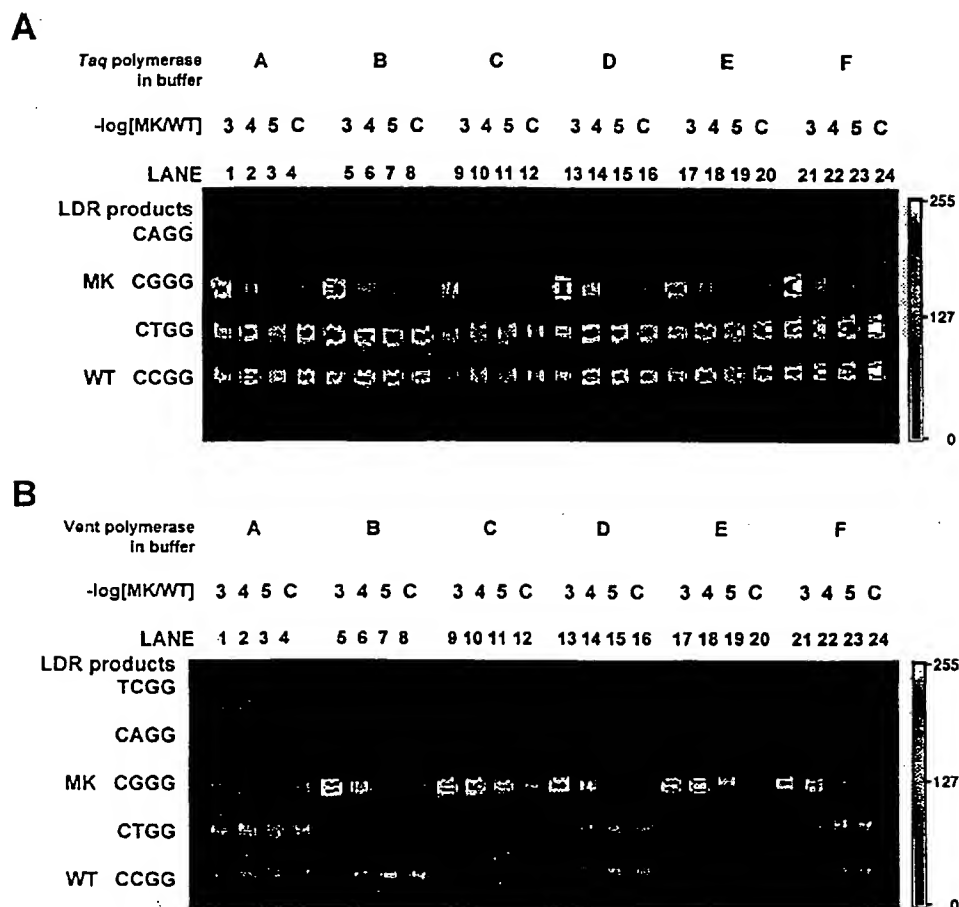 A
Taq polymerase in buffer A B C D E F
-log[MK/WT] 3 4 5 C 3 4 5 C 3 4 5 C 3 4 5 C 3 4 5 C 3 4 5 C
LANE 1 2 3 4 5 6 7 8 9 10 11 12 13 14 15 16 17 18 19 20 21 22 23 24
LDR products
CAGG
MK CGGG
CTGG
WT CCGG
255
127
0
B
Vent polymerase in buffer A B C D E F
-log[MK/WT] 3 4 5 C 3 4 5 C 3 4 5 C 3 4 5 C 3 4 5 C 3 4 5 C
LANE 1 2 3 4 5 6 7 8 9 10 11 12 13 14 15 16 17 18 19 20 21 22 23 24
LDR products
TCGG
CAGG
MK CGGG
CTGG
WT CCGG
255
127
0